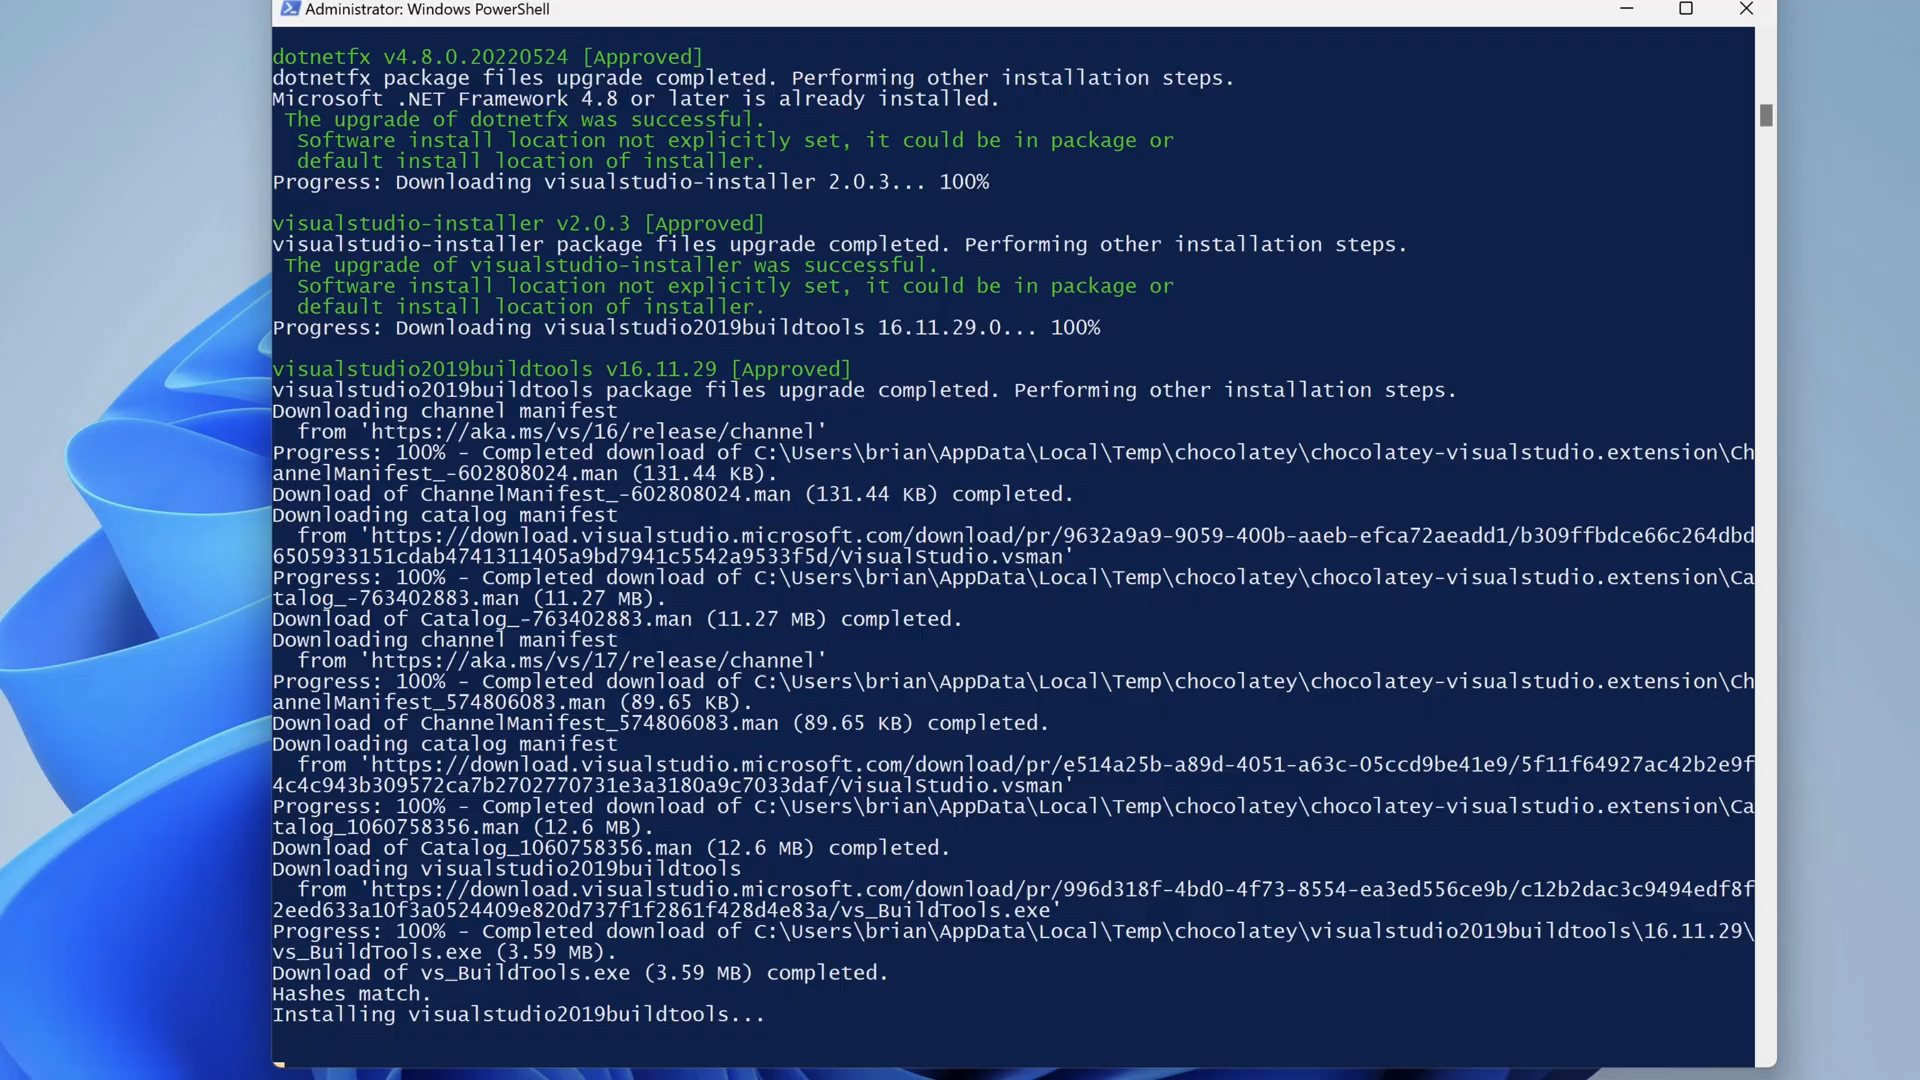 Administrator: Windows PowerShell
dotnetfx v4.8.0.20220524 [Approved]
dotnetfx package files upgrade completed. Performing other installation steps.
Microsoft .NET Framework 4.8 or later is already installed.
The upgrade of dotnetfx was successful.
Software install location not explicitly set, it could be in package or
default install location of installer.
Progress: Downloading visualstudio-installer 2.0.3... 100%
visualstudio-installer v2.0.3 [Approved]
visualstudio-installer package files upgrade completed. Performing other installation steps.
The upgrade of visualstudio-installer was successful.
Software install location not explicitly set, it could be in package or
default install location of installer.
Progress: Downloading visualstudio2019buildtools 16.11.29.0... 100%
visualstudio2019buildtools v16.11.29 [Approved]
visualstudio2019buildtools package files upgrade completed. Performing other installation steps.
Downloading channel manifest
from 'https://aka.ms/vs/16/release/channel'
Progress: 100% - Completed download of C:\Users\brian\AppData\Local\Temp\chocolatey\chocolatey-visualstudio.extension\Ch
annelManifest_-602808024.man (131.44 KB).
Download of ChannelManifest_-602808024.man (131.44 KB) completed.
Downloading catalog manifest
from 'https://download.visualstudio.microsoft.com/download/pr/9632a9a9-9059-400b-aaeb-efca72aeadd1/b309ffbdce66c264dbd
6505933151cdab4741311405a9bd7941c5542a9533f5d/VisualStudio.vsman'
Progress: 100% - Completed download of C:\Users\brian\AppData\Local\Temp\chocolatey\chocolatey-visualstudio.extension\Ca
talog_-763402883.man (11.27 MB).
Download of Catalog_-763402883.man (11.27 MB) completed.
Downloading channel manifest
from 'https://aka.ms/vs/17/release/channel'
Progress: 100% - Completed download of C:\Users\brian\AppData\Local\Temp\chocolatey\chocolatey-visualstudio.extension\Ch
annelManifest_574806083.man (89.65 KB).
Download of ChannelManifest_574806083.man (89.65 KB) completed.
Downloading catalog manifest
from 'https://download.visualstudio.microsoft.com/download/pr/e514a25b-a89d-4051-a63c-05ccd9be41e9/5f11f64927ac42b2e9f
4c4c943b309572ca7b2702770731e3a3180a9c7033daf/VisualStudio.vsman'
Progress: 100% - Completed download of C:\Users\brian\AppData\Local\Temp\chocolatey\chocolatey-visualstudio.extension\Ca
talog_1060758356.man (12.6 MB).
Download of Catalog_1060758356.man (12.6 MB) completed.
Downloading visualstudio2019buildtools
from 'https://download.visualstudio.microsoft.com/download/pr/996d318f-4bd0-4f73-8554-ea3ed556ce9b/c12b2dac3c9494edf8f
2eed633a10f3a0524409e820d737f1f2861f428d4e83a/vs_BuildTools.exe'
Progress: 100% - Completed download of C:\Users\brian\AppData\Local\Temp\chocolatey\visualstudio2019buildtools\16.11.29\
vs_BuildTools.exe (3.59 MB).
Download of vs_BuildTools.exe (3.59 MB) completed.
Hashes match.
Installing visualstudio2019buildtools...